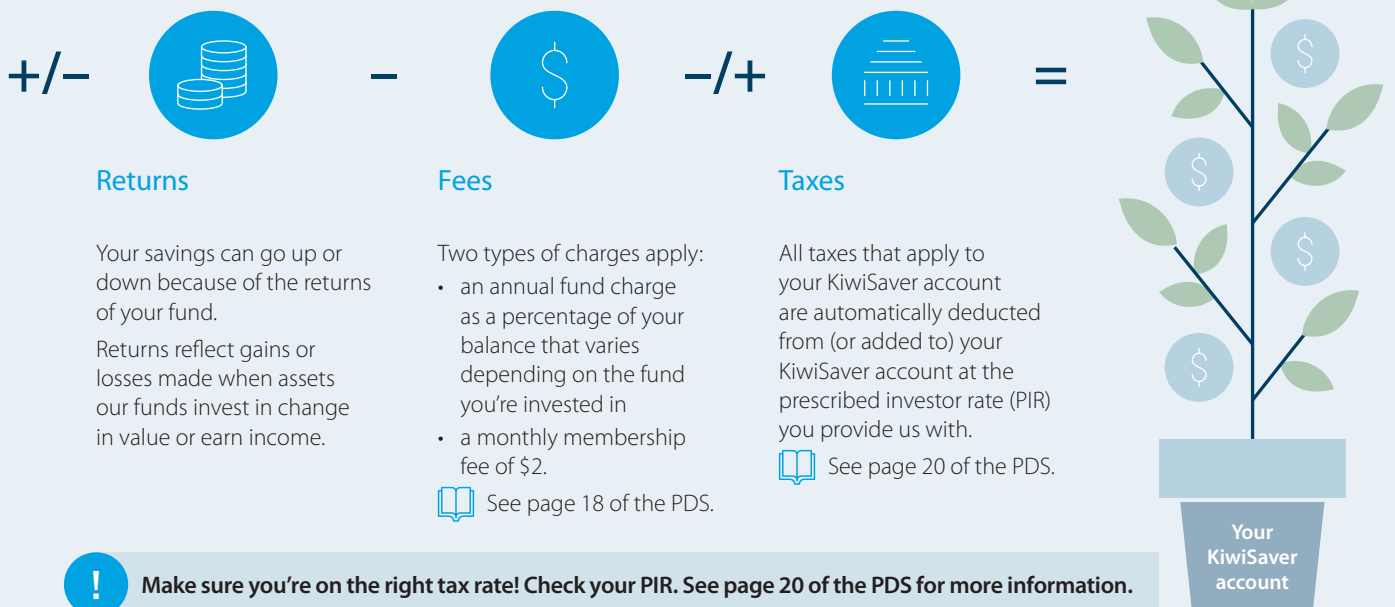 +/–
–
–/+
=
$
$
$
$
$
Returns
Your savings can go up or
down because of the returns
of your fund.
Returns reflect gains or
losses made when assets
our funds invest in change
in value or earn income.
Fees
Two types of charges apply:
• an annual fund charge
as a percentage of your
balance that varies
depending on the fund
you're invested in
• a monthly membership
fee of $2.
See page 18 of the PDS.
Taxes
All taxes that apply to
your KiwiSaver account
are automatically deducted
from (or added to) your
KiwiSaver account at the
prescribed investor rate (PIR)
you provide us with.
See page 20 of the PDS.
Your
KiwiSaver
account
! Make sure you're on the right tax rate! Check your PIR. See page 20 of the PDS for more information.